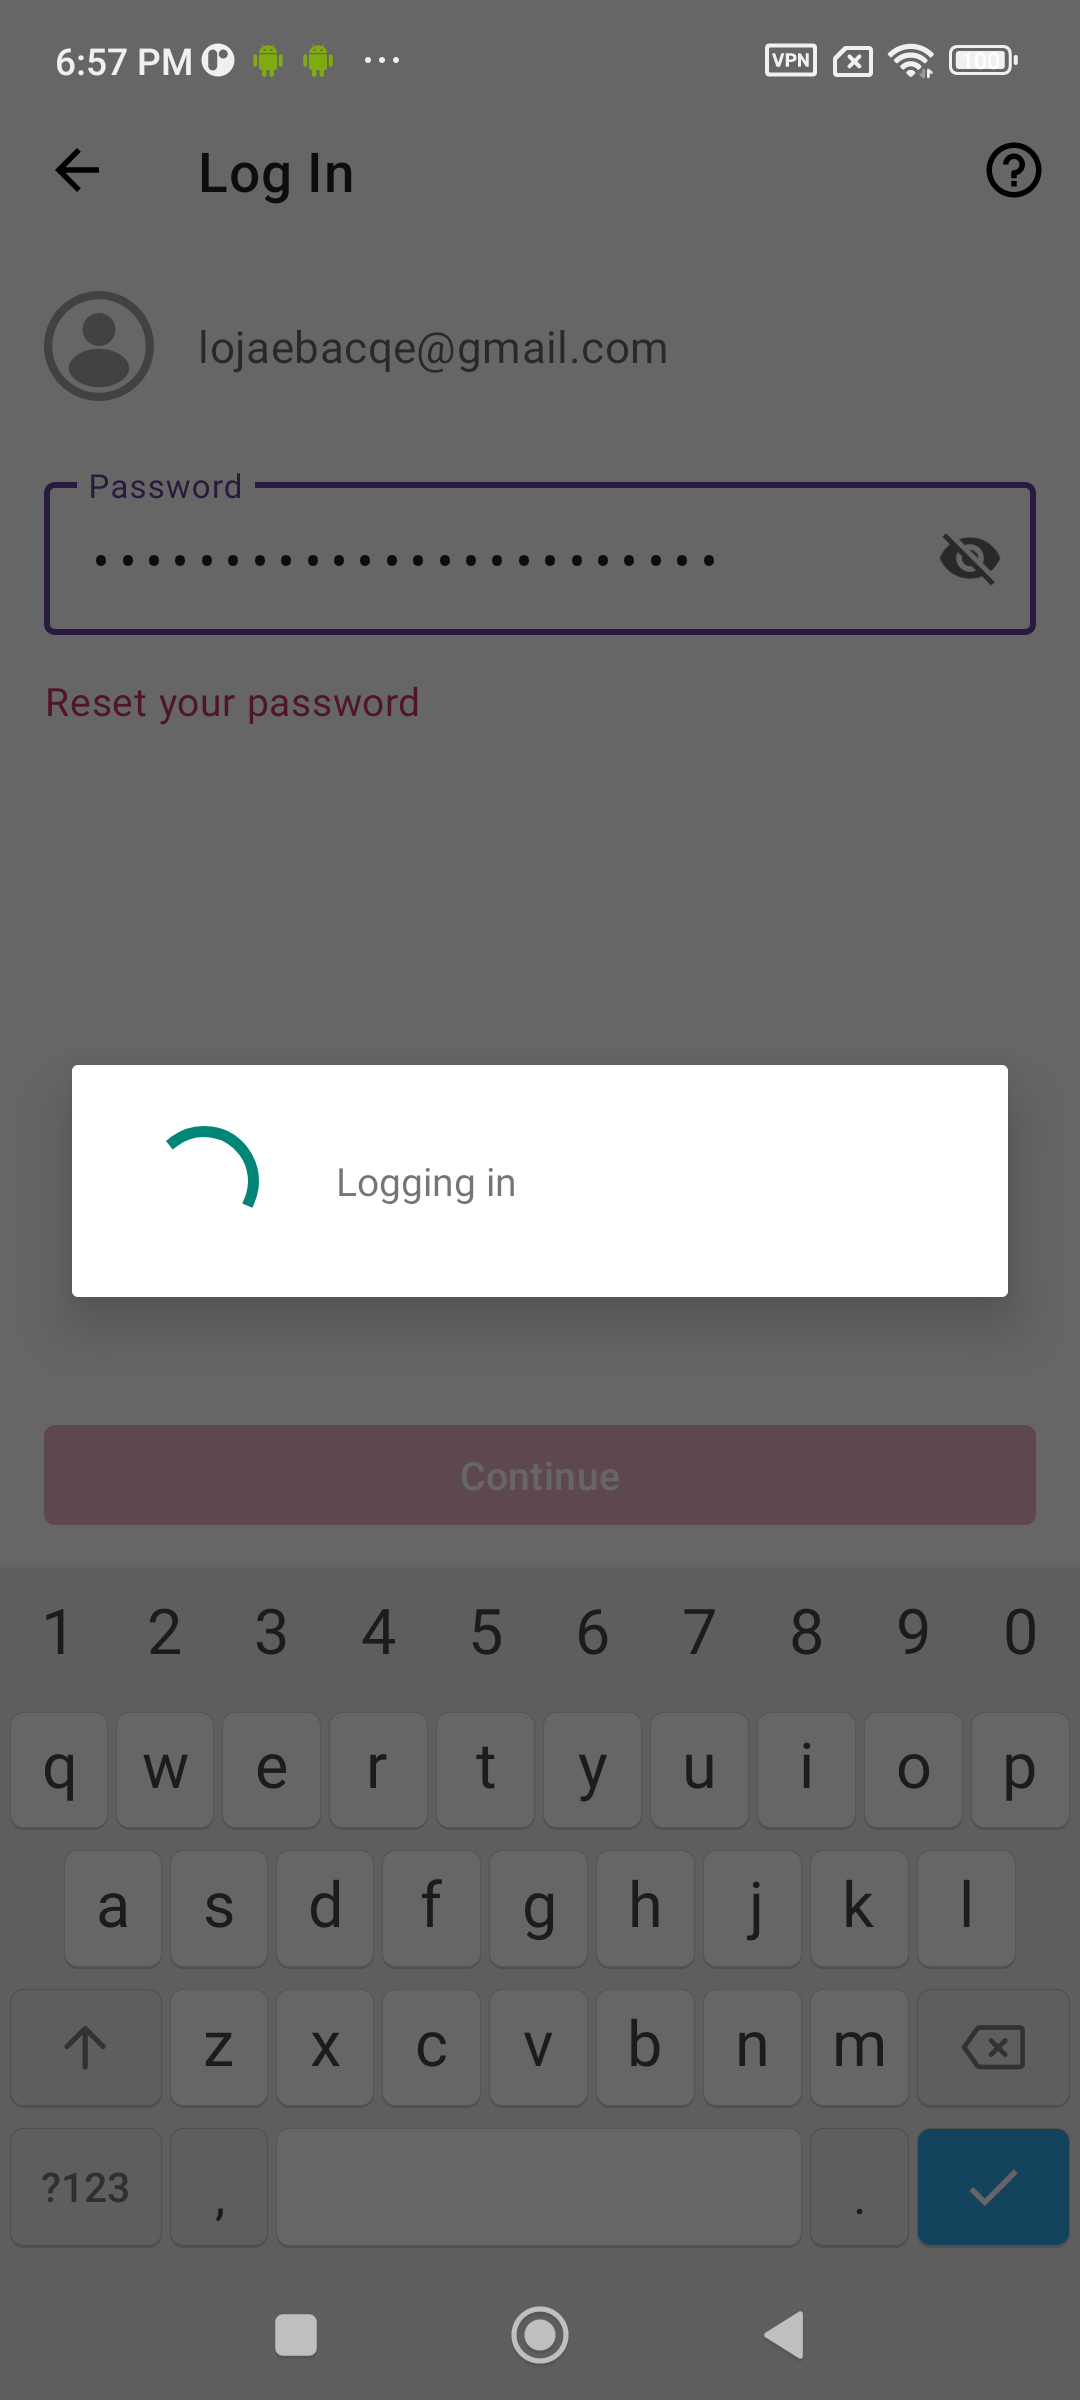 6:57 PM
VPN
100
Log In
lojaebacqe@gmail.com
Password
Reset your password
Logging in
Continue
1 2 3 4 5 6 7 8 9 0
q w e r t y u i o p
a s d f g h j k l
z x c v b n m
?123 , .